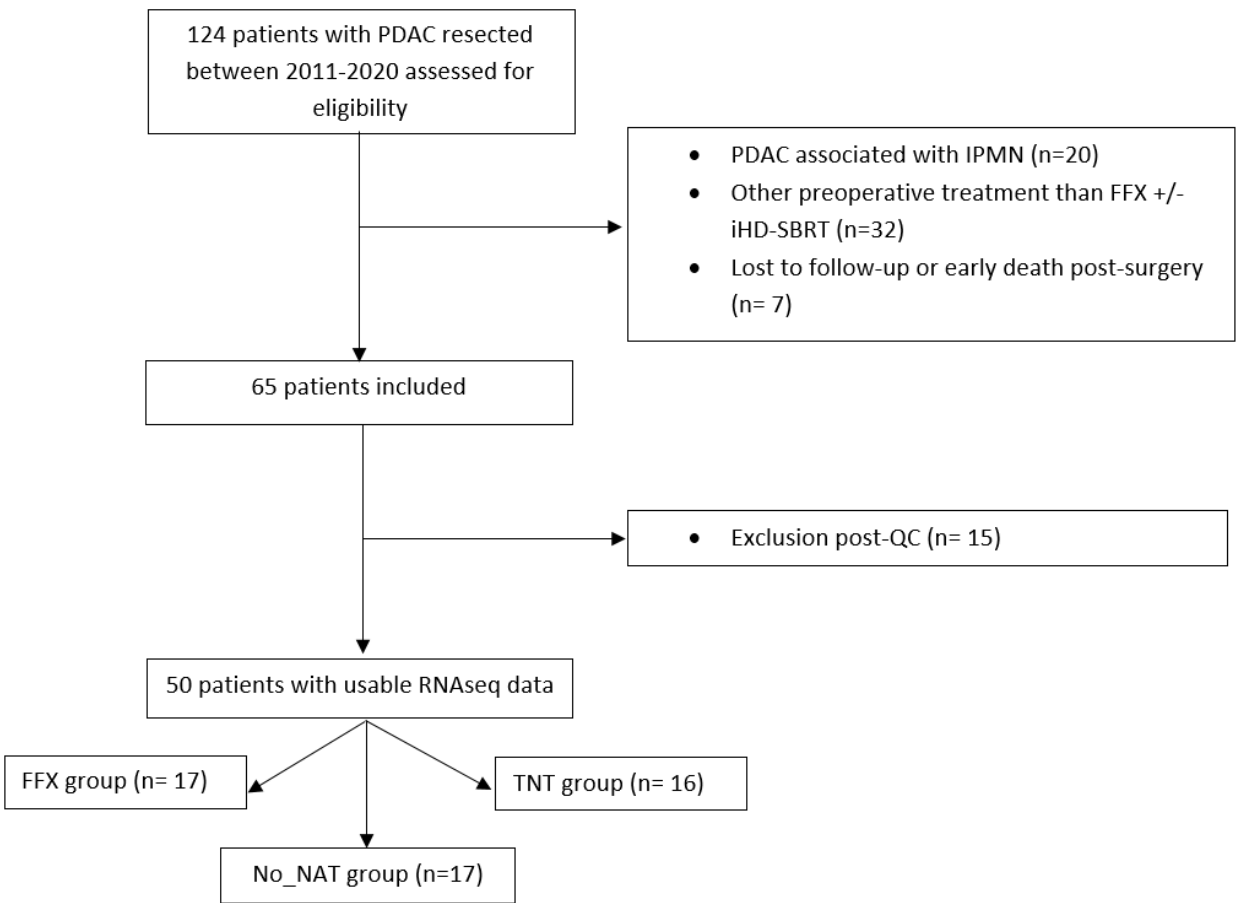 124 patients with PDAC resected
between 2011-2020 assessed for
eligibility
• PDAC associated with IPMN (n=20)
• Other preoperative treatment than FFX +/-
iHD-SBRT (n=32)
• Lost to follow-up or early death post-surgery
(n= 7)
65 patients included
• Exclusion post-QC (n= 15)
50 patients with usable RNAseq data
FFX group (n= 17)
TNT group (n= 16)
No_NAT group (n=17)